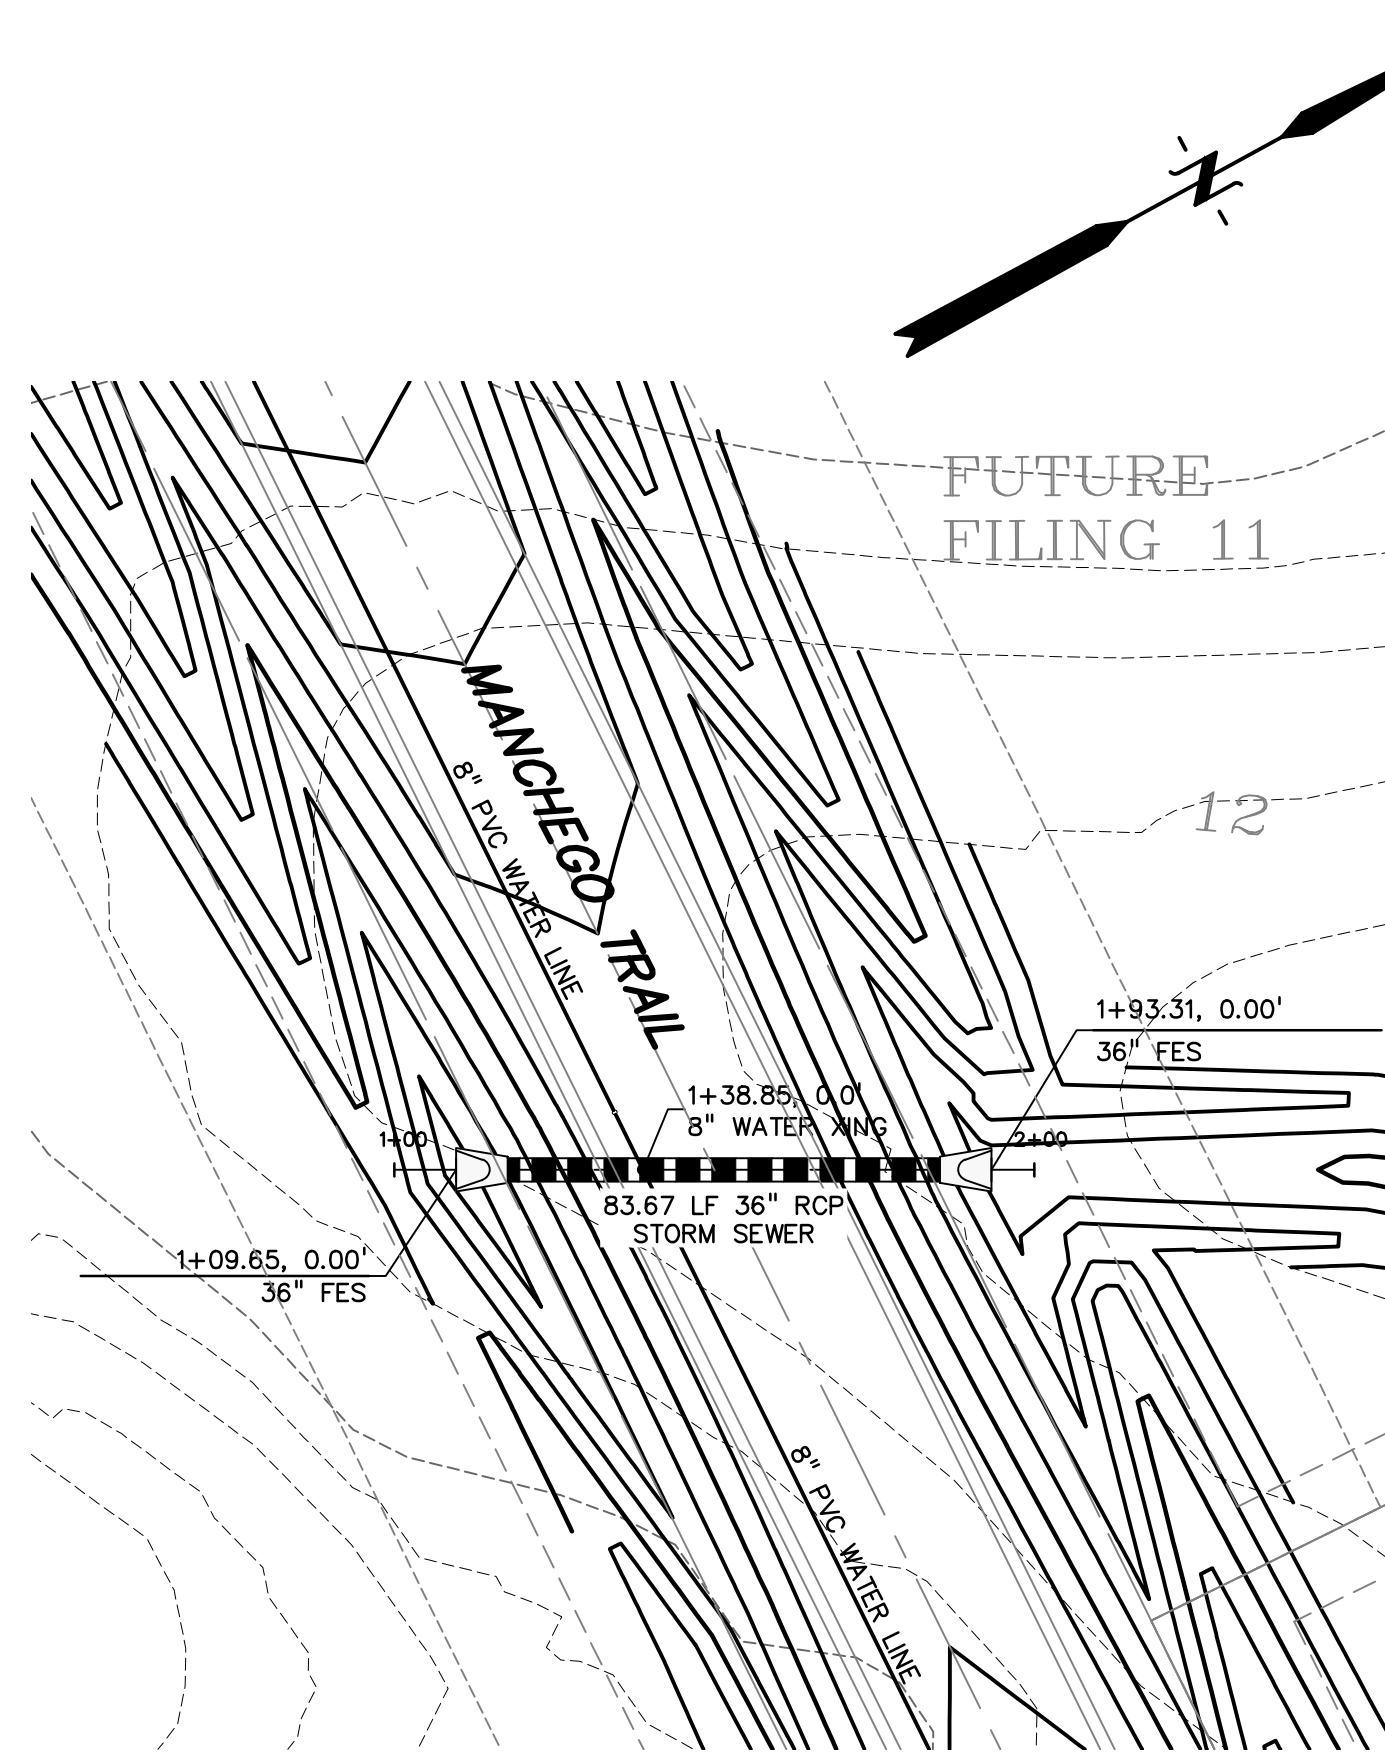 N
FUTURE
FILING 11
MANCHEGO TRAIL
8" PVC WATER LINE
12
1+93.31, 0.00'
36" FES
1+38.85, 0.0'
8" WATER XING
1+00
2+00
83.67 LF 36" RCP
STORM SEWER
1+09.65, 0.00'
36" FES
8" PVC WATER LINE